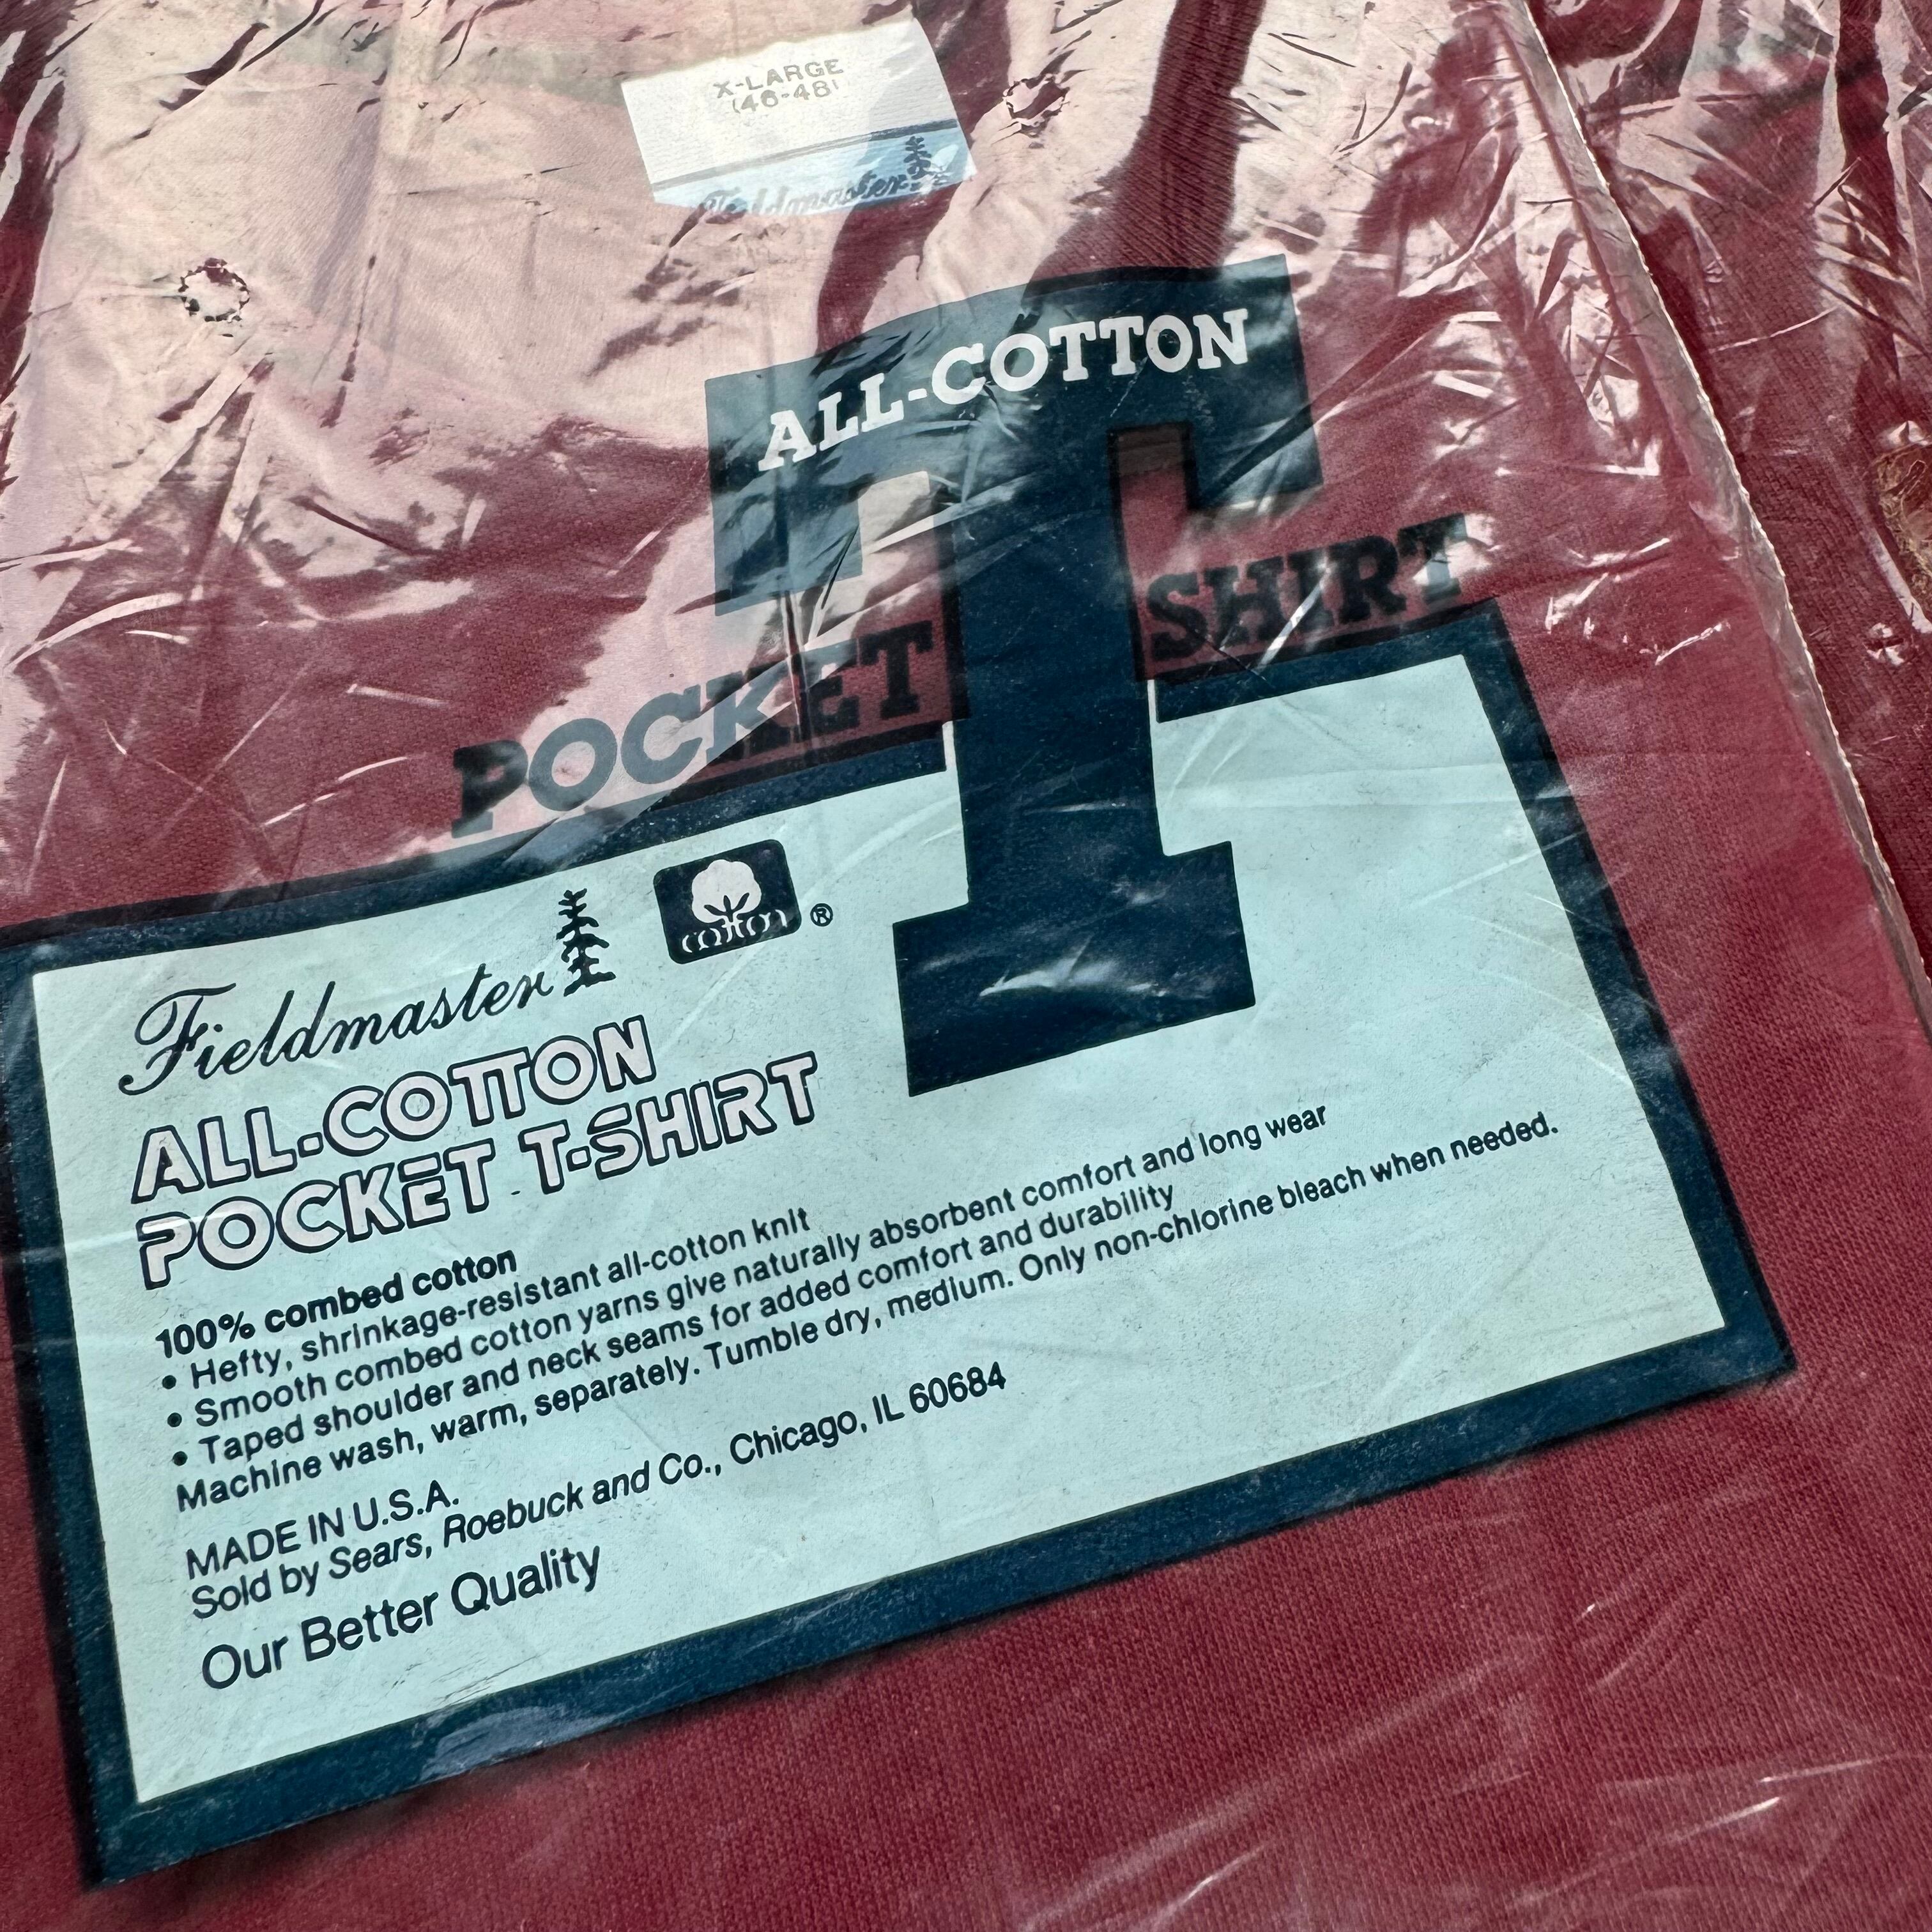 X-LARGE
(46-48)
Fieldmaster
ALL-COTTON
POCKET T SHIRT
Fieldmaster
cotton ®
ALL-COTTON
POCKET T-SHIRT
100% combed cotton
• Hefty, shrinkage-resistant all-cotton knit
• Smooth combed cotton yarns give naturally absorbent comfort and long wear
• Taped shoulder and neck seams for added comfort and durability
Machine wash, warm, separately. Tumble dry, medium. Only non-chlorine bleach when needed.
MADE IN U.S.A.
Sold by Sears, Roebuck and Co., Chicago, IL 60684
Our Better Quality